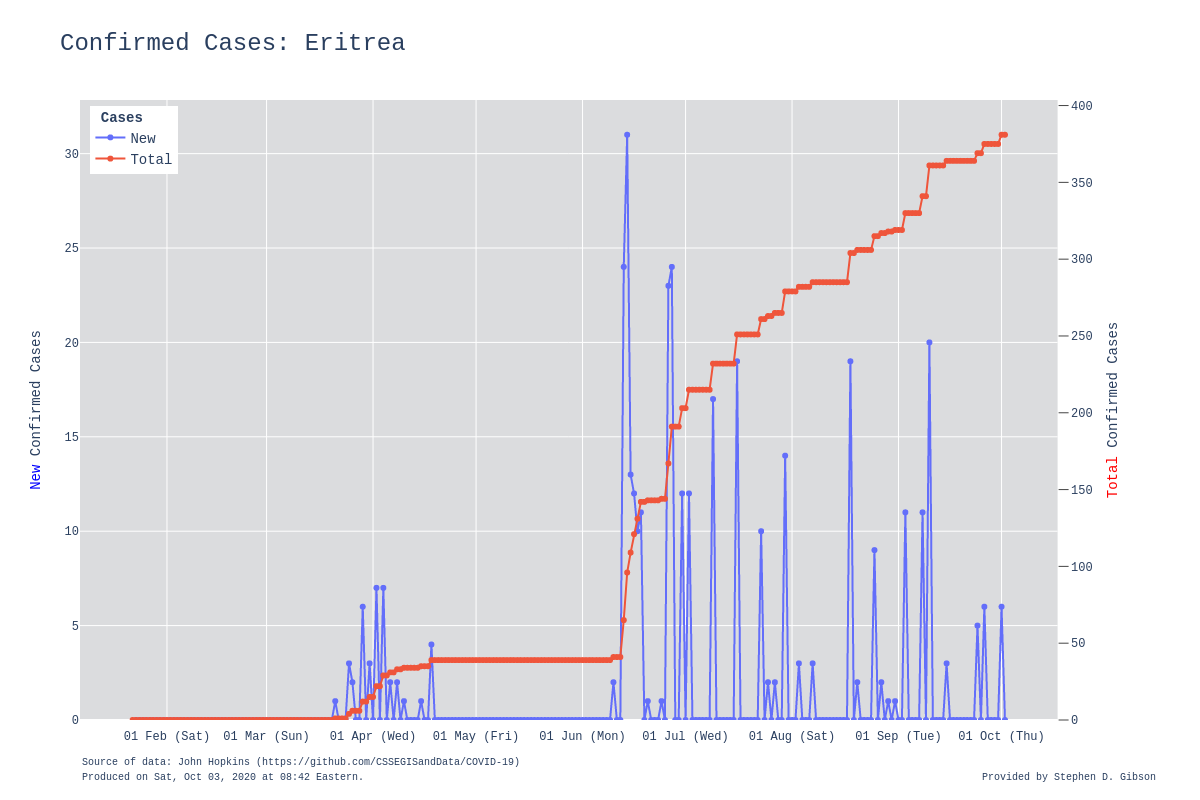 Confirmed Cases: Eritrea
Cases
New
Total
30
25
20
15
10
5
0
400
350
300
250
200
150
100
50
0
New Confirmed Cases
Total Confirmed Cases
01 Feb (Sat) 01 Mar (Sun) 01 Apr (Wed) 01 May (Fri) 01 Jun (Mon) 01 Jul (Wed) 01 Aug (Sat) 01 Sep (Tue) 01 Oct (Thu)
Source of data: John Hopkins (https://github.com/CSSEGISandData/COVID-19)
Produced on Sat, Oct 03, 2020 at 08:42 Eastern.
Provided by Stephen D. Gibson